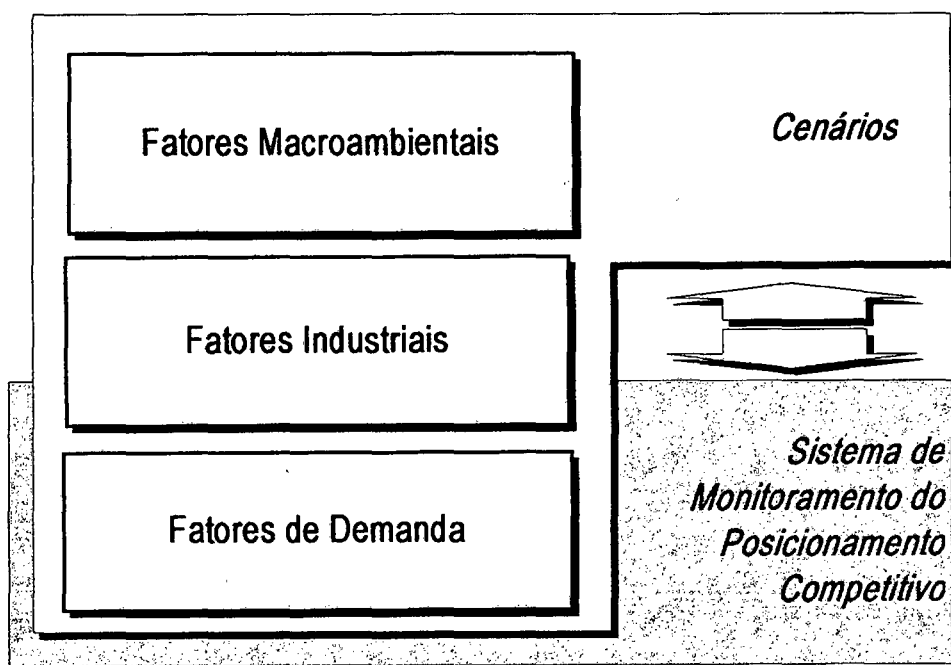 Fatores Macroambientais
Cenários
Fatores Industriais
Fatores de Demanda
Sistema de
Monitoramento do
Posicionamento
Competitivo